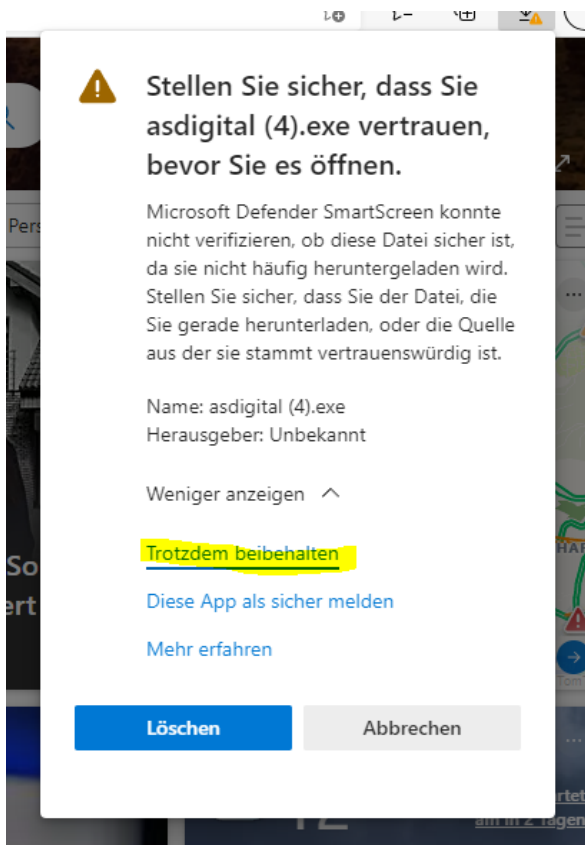 Pers
Stellen Sie sicher, dass Sie
asdigital (4).exe vertrauen,
bevor Sie es öffnen.
Microsoft Defender SmartScreen konnte
nicht verifizieren, ob diese Datei sicher ist,
da sie nicht häufig heruntergeladen wird.
Stellen Sie sicher, dass Sie der Datei, die
Sie gerade herunterladen, oder die Quelle
aus der sie stammt vertrauenswürdig ist.
Name: asdigital (4).exe
Herausgeber: Unbekannt
Weniger anzeigen
Trotzdem beibehalten
Diese App als sicher melden
Mehr erfahren
Löschen
Abbrechen
So
ert
HAF
am in 2 Tagen